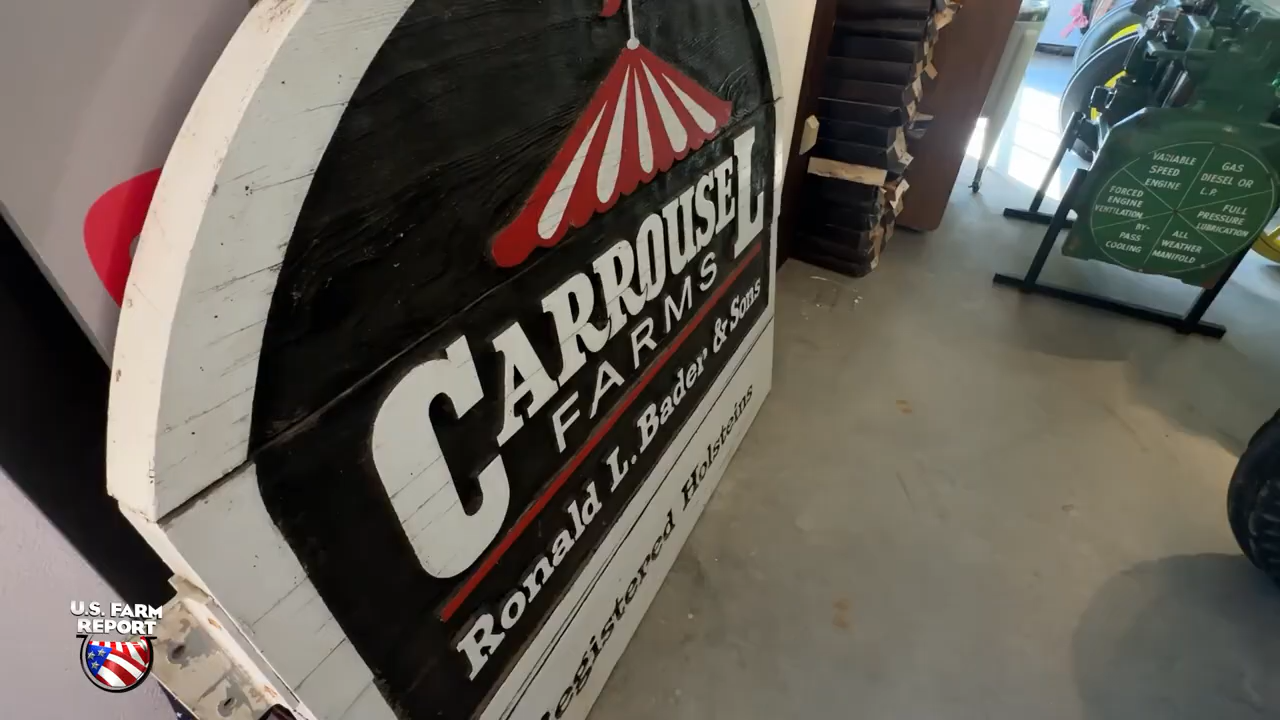 CARROUSEL
FARMS
Ronald L. Bader & Sons
Registered Holsteins
VARIABLE
SPEED
ENGINE
GAS
DIESEL OR
L.P.
FORCED
ENGINE
VENTILATION
FULL
PRESSURE
LUBRICATION
BY-
PASS
COOLING
ALL
WEATHER
MANIFOLD
U.S. FARM
REPORT